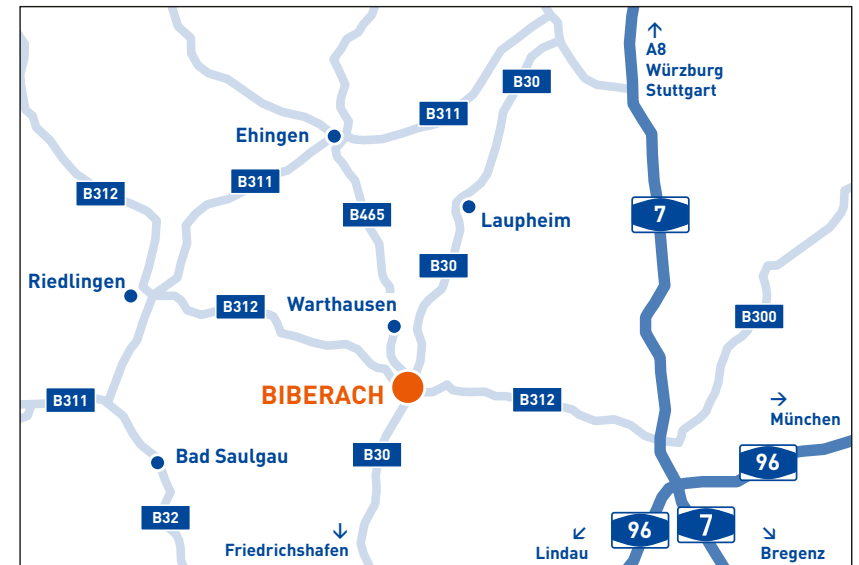 A8
Würzburg
Stuttgart
B30
B311
Ehingen
B311
B312
B465
7
Laupheim
B30
Riedlingen
B312
Warthausen
B300
BIBERACH
B311
B312
München
B30
Bad Saulgau
96
B32
96
7
Friedrichshafen
Lindau
Bregenz